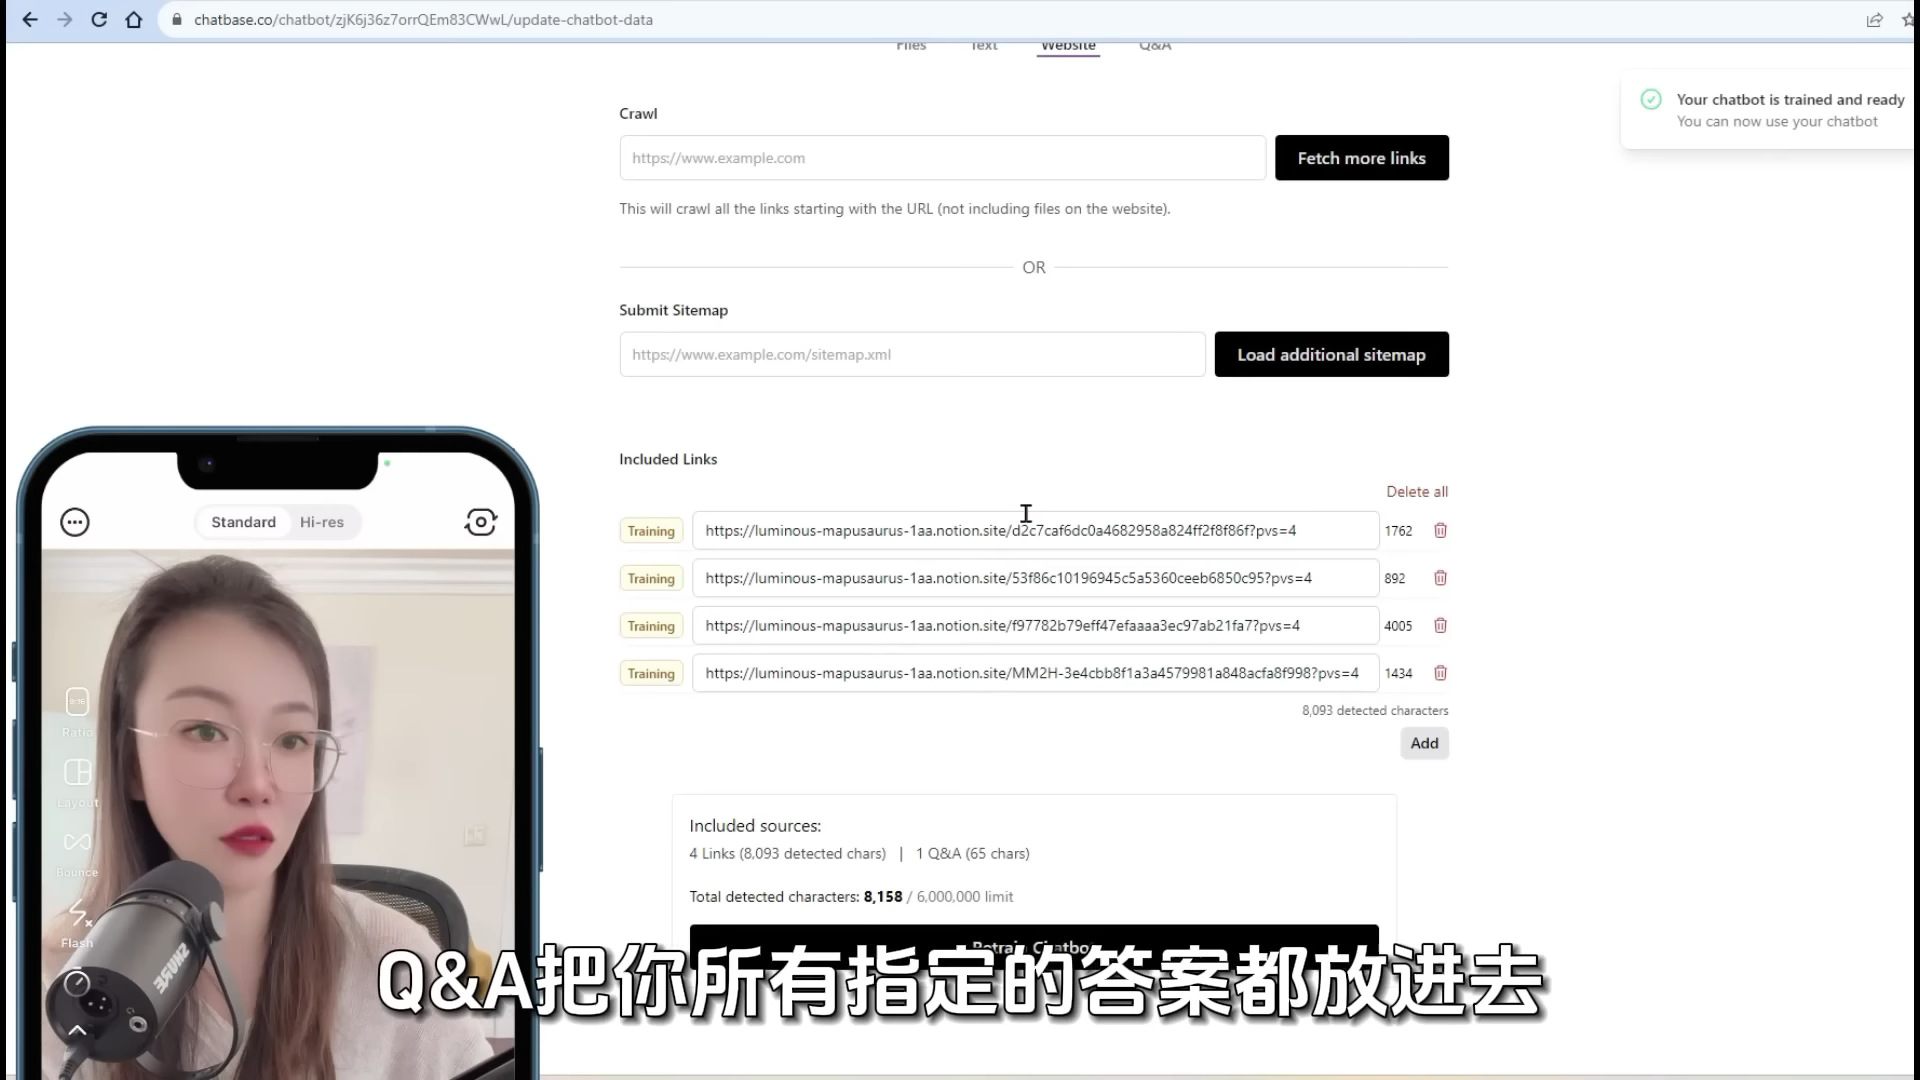 chatbase.co/chatbot/zjK6j36z7orrQEm83CWwL/update-chatbot-data
Files
Text
Website
Q&A
Your chatbot is trained and ready
You can now use your chatbot
Crawl
https://www.example.com
Fetch more links
This will crawl all the links starting with the URL (not including files on the website).
OR
Submit Sitemap
https://www.example.com/sitemap.xml
Load additional sitemap
Included Links
Delete all
Training https://luminous-mapusaurus-1aa.notion.site/d2c7caf6dc0a4682958a824ff2f8f86f?pvs=4 1762
Training https://luminous-mapusaurus-1aa.notion.site/53f86c10196945c5a5360ceeb6850c95?pvs=4 892
Training https://luminous-mapusaurus-1aa.notion.site/f97782b79eff47efaaaa3ec97ab21fa7?pvs=4 4005
Training https://luminous-mapusaurus-1aa.notion.site/MM2H-3e4cbb8f1a3a4579981a848acfa8f998?pvs=4 1434
8,093 detected characters
Add
Included sources:
4 Links (8,093 detected chars) | 1 Q&A (65 chars)
Total detected characters: 8,158 / 6,000,000 limit
Retrain Chatbot
Standard
Hi-res
9:16
Ratio
Layout
Bounce
Flash
SHURE
Q&A把你所有指定的答案都放进去